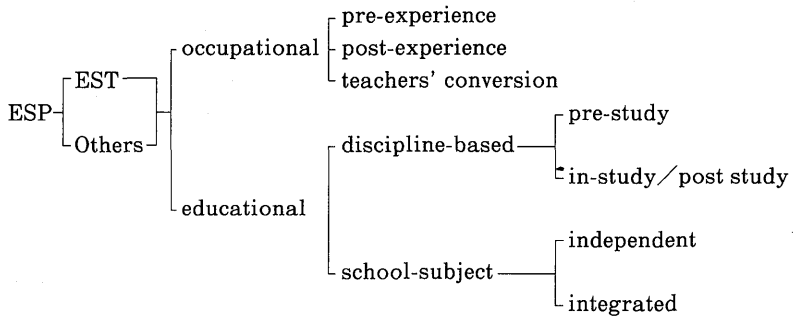 pre-experience
occupational
post-experience
EST
teachers' conversion
ESP
pre-study
Others
discipline-based
in-study/post study
educational
independent
school-subject
integrated